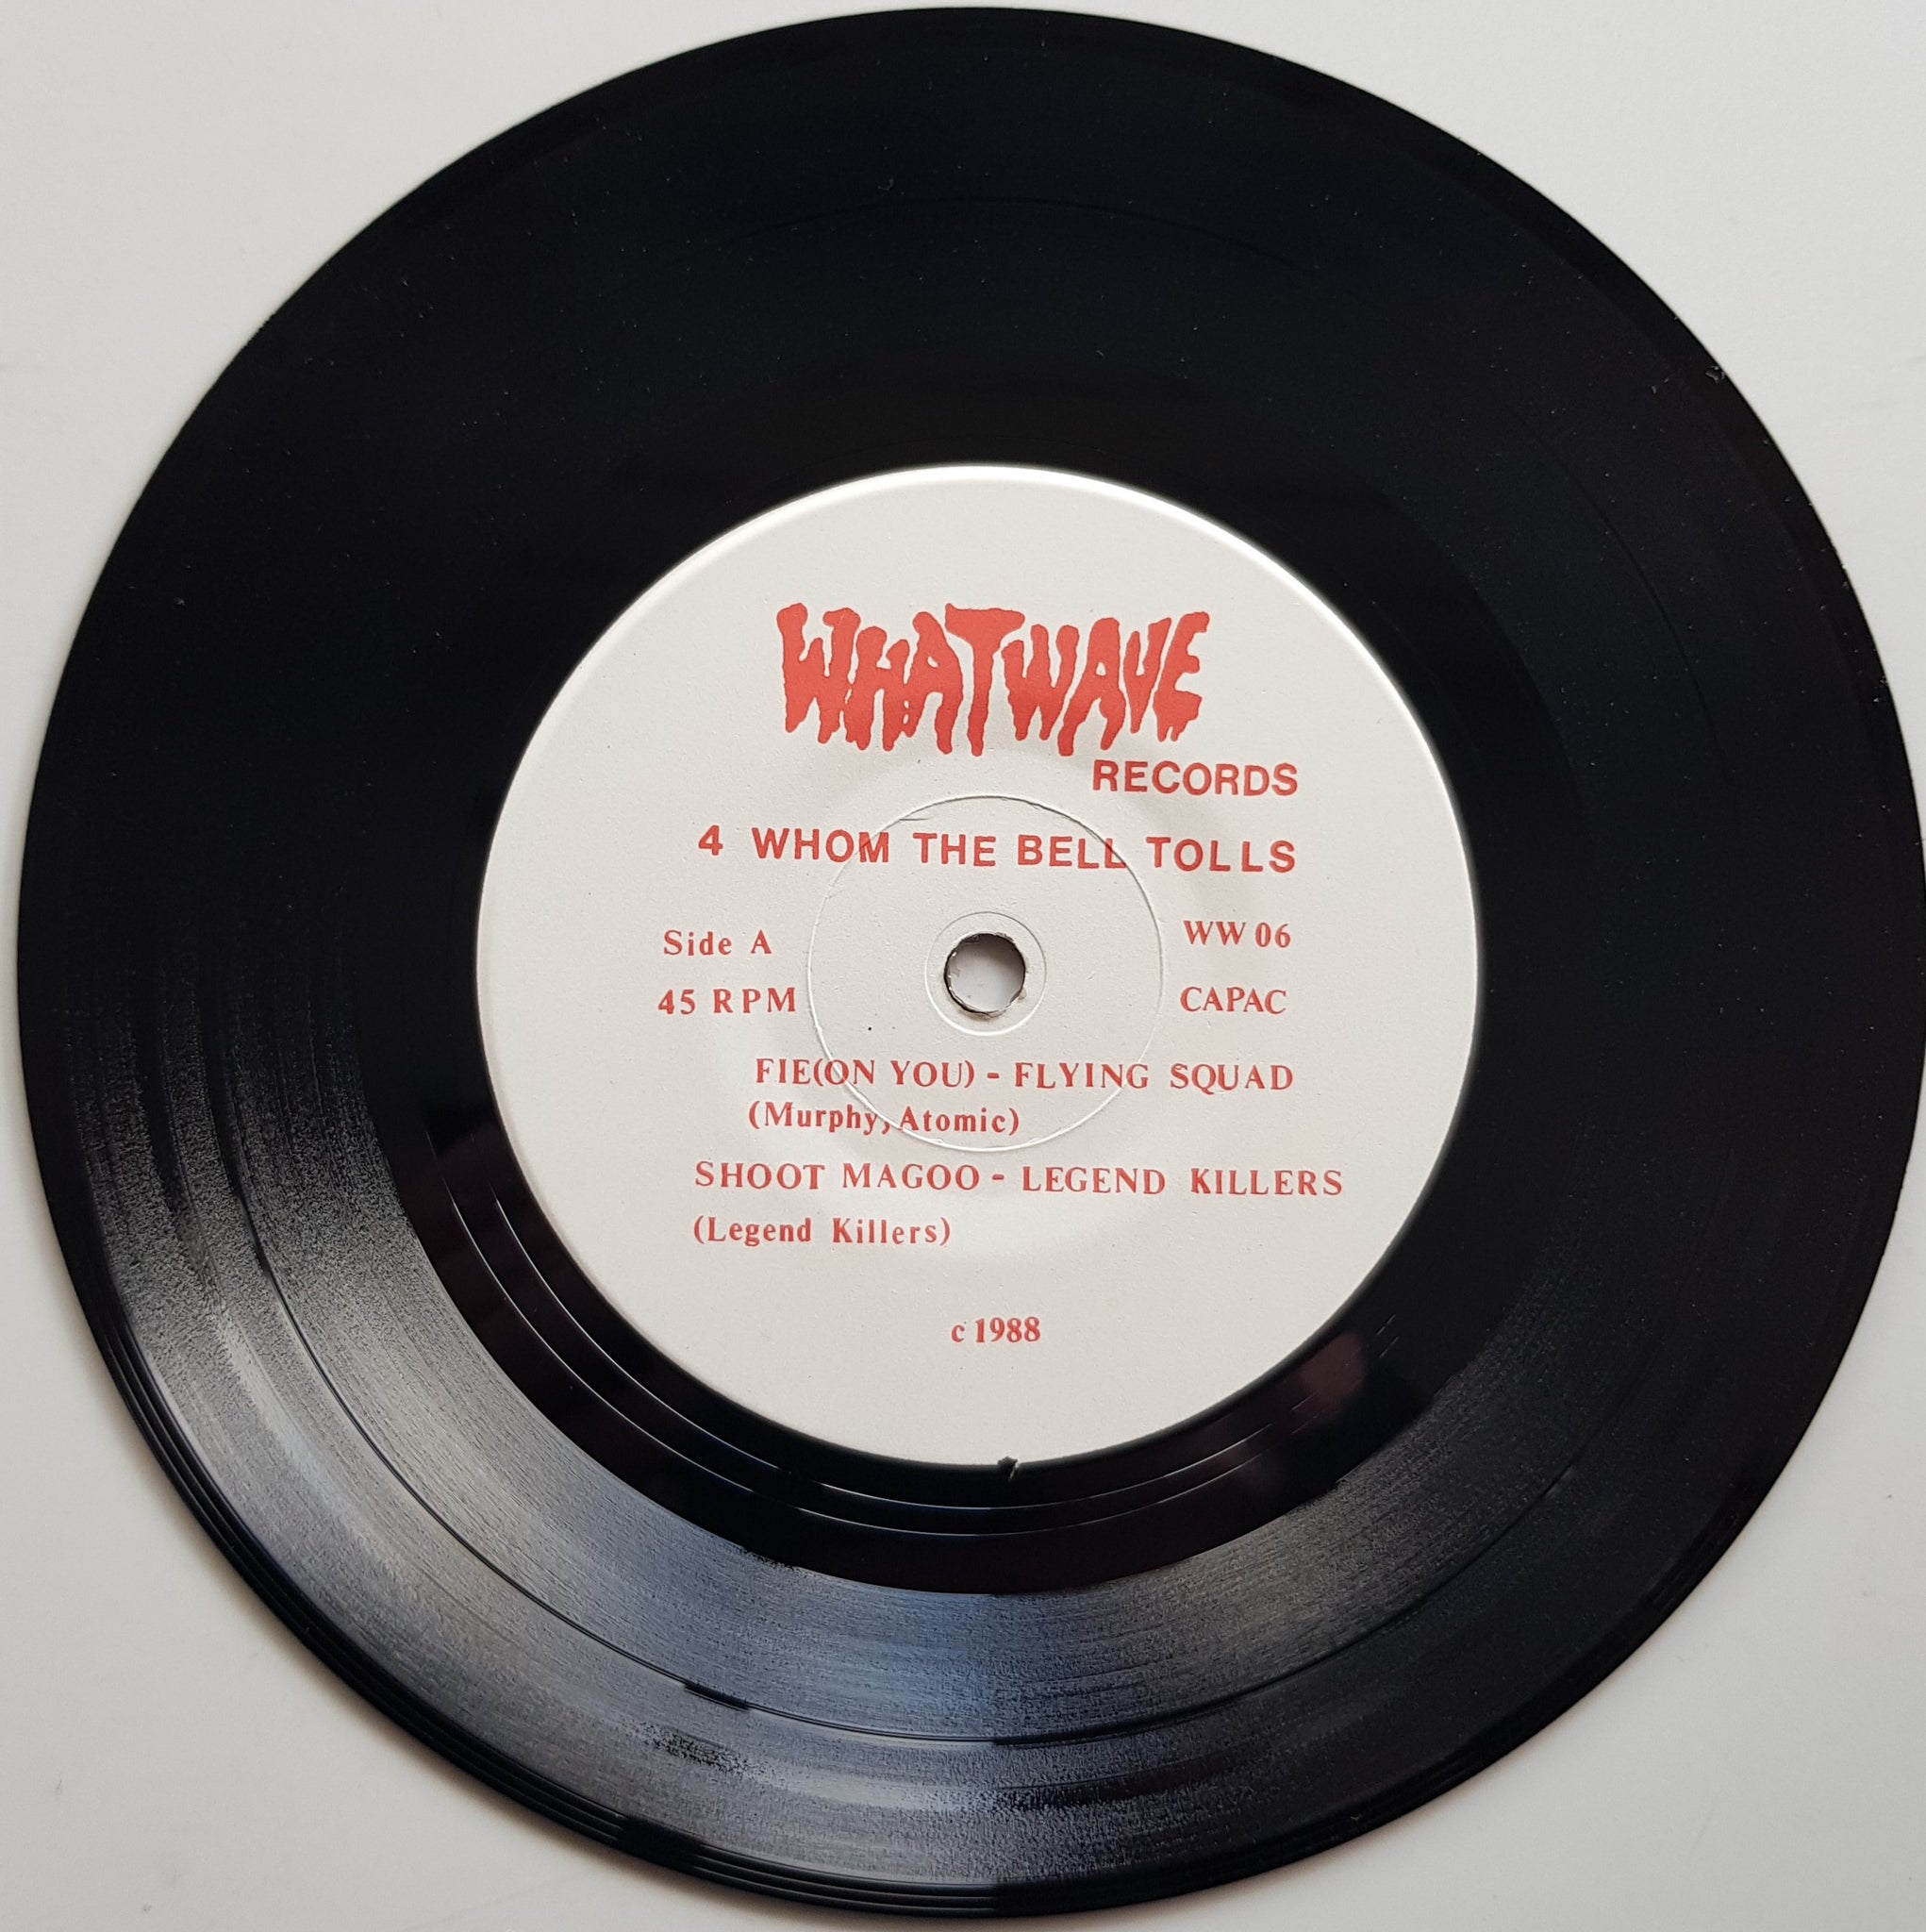 WHATWAVE
RECORDS
4 WHOM THE BELL TOLLS
Side A WW 06
45 RPM CAPAC
FIE(ON YOU) - FLYING SQUAD
(Murphy, Atomic)
SHOOT MAGOO - LEGEND KILLERS
(Legend Killers)
c 1988